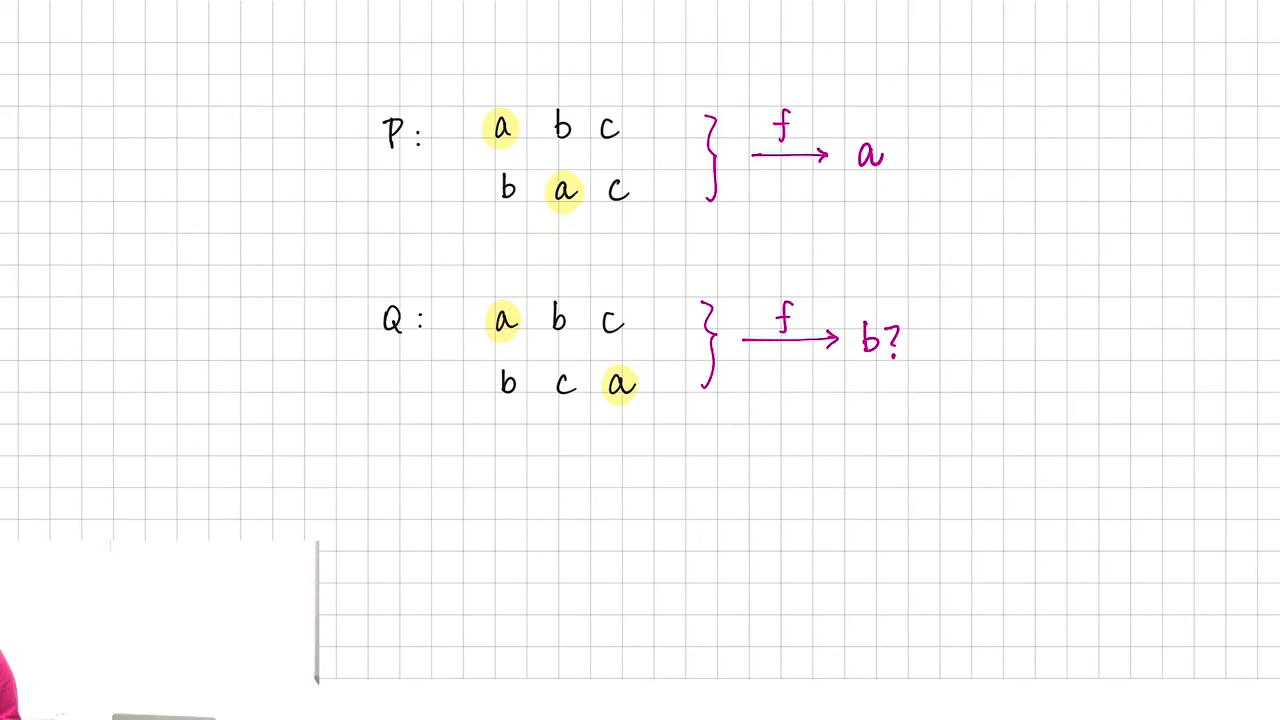 P: a b c } f → a
b a c
Q: a b c } f → b?
b c a